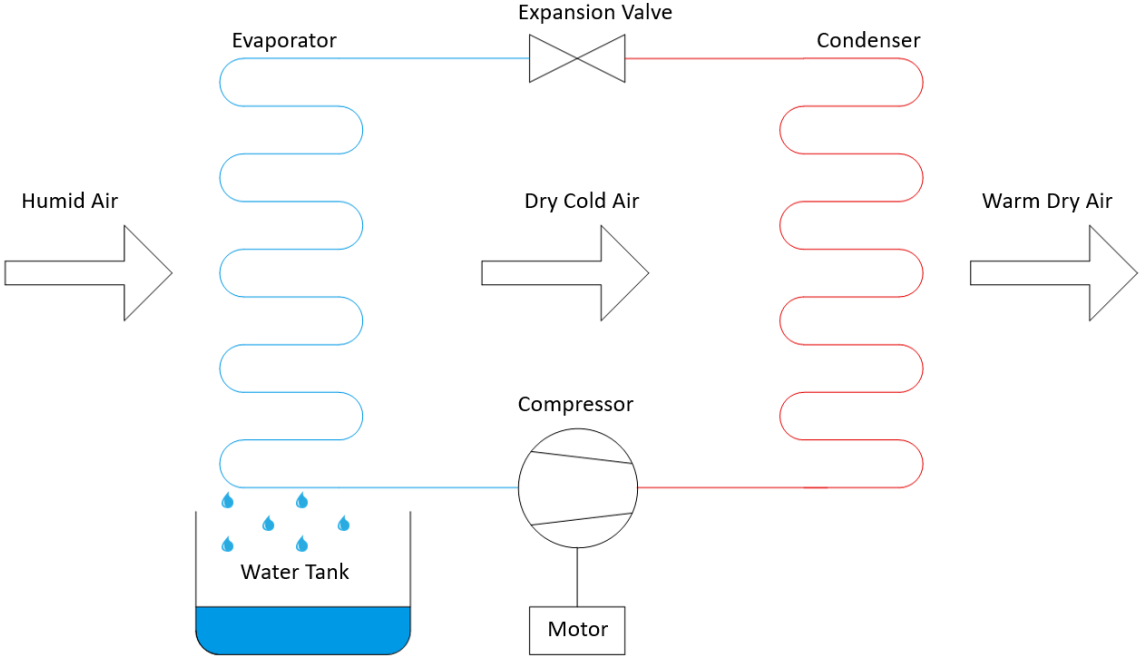 Expansion Valve
Evaporator
Condenser
Humid Air
Dry Cold Air
Warm Dry Air
Compressor
Water Tank
Motor